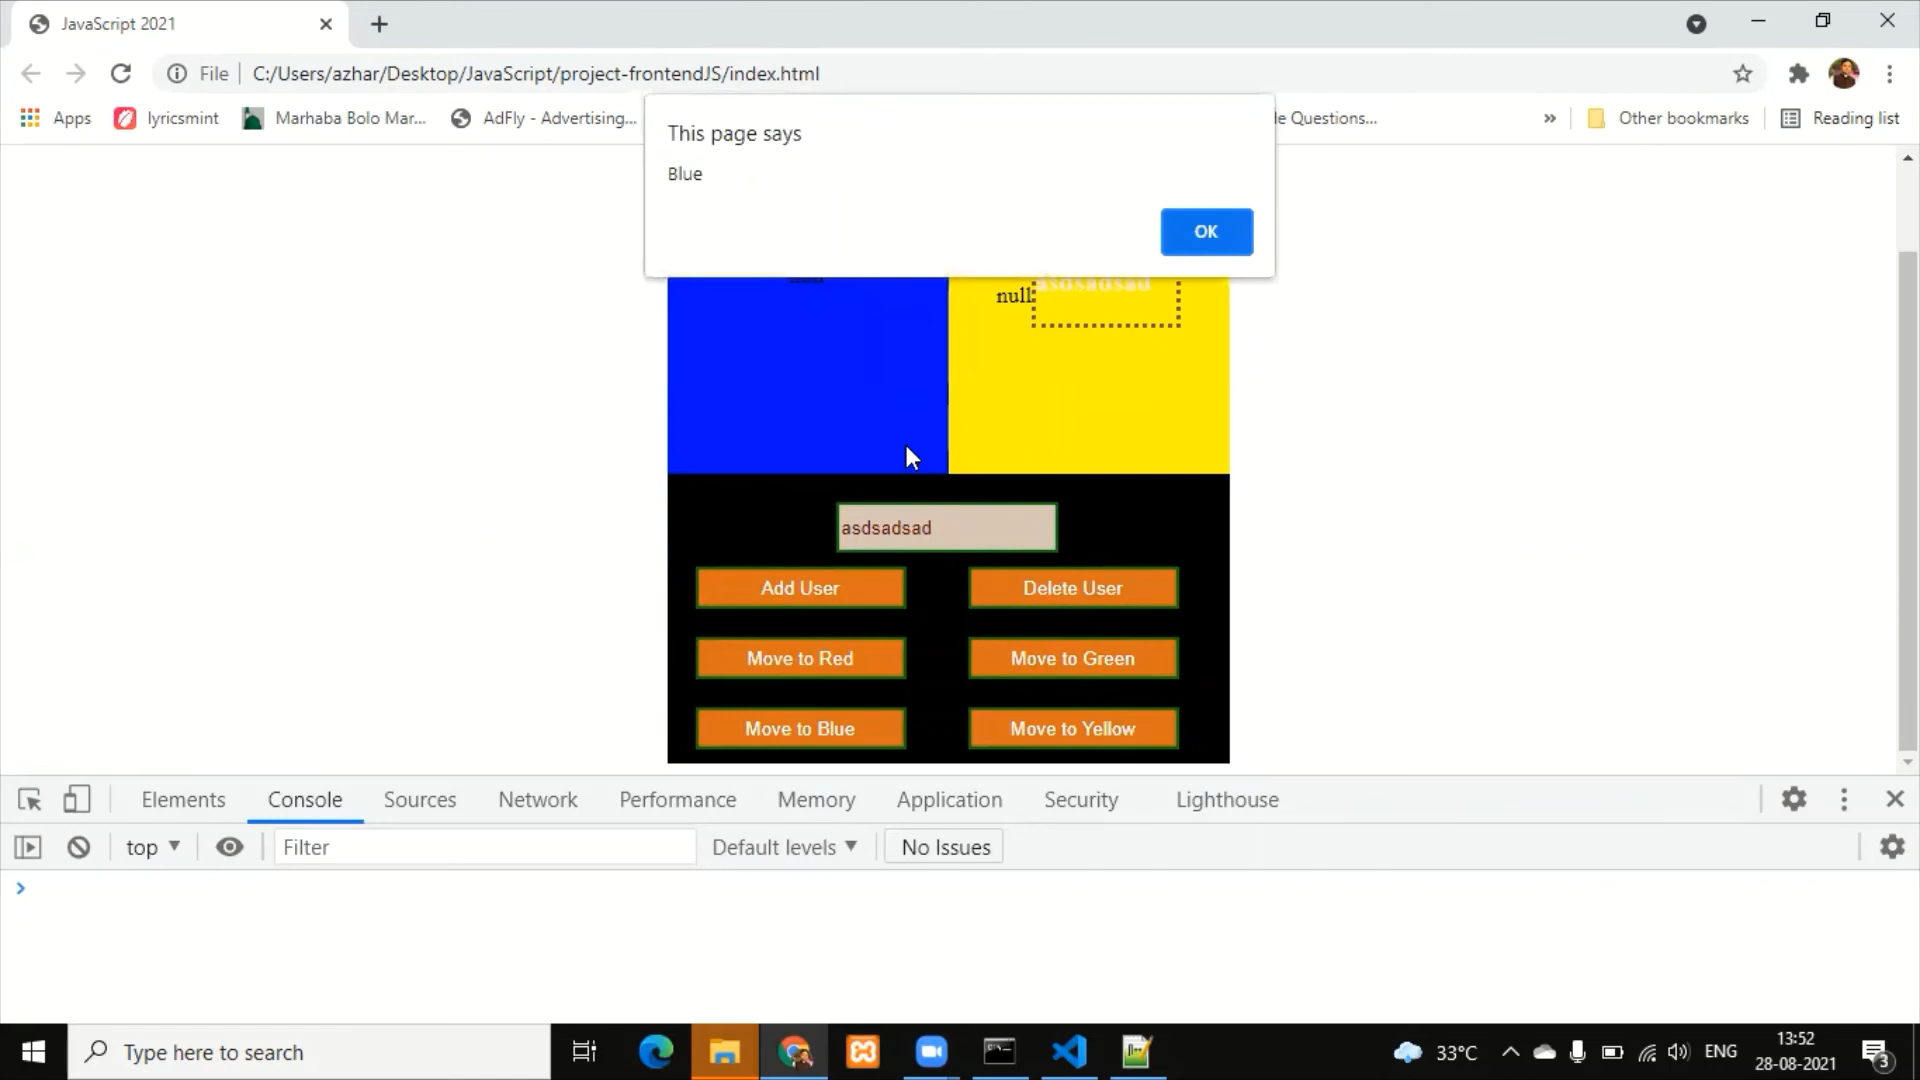 JavaScript 2021
File
C:/Users/azhar/Desktop/JavaScript/project-frontendJS/index.html
Apps
lyricsmint
Marhaba Bolo Mar...
AdFly - Advertising...
le Questions...
»
Other bookmarks
Reading list
This page says
Blue
OK
null
asdsadsad
asdsadsad
Add User
Delete User
Move to Red
Move to Green
Move to Blue
Move to Yellow
Elements
Console
Sources
Network
Performance
Memory
Application
Security
Lighthouse
top
Filter
Default levels
No Issues
Type here to search
33°C
ENG
13:52
28-08-2021
3